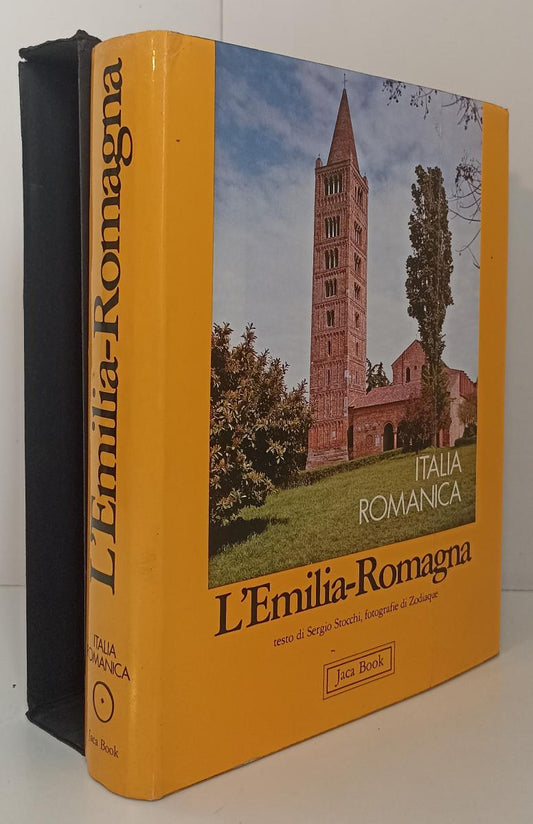 L'Emilia-Romagna
ITALIA
ROMANICA
Jaca Book
ITALIA
ROMANICA
L'Emilia-Romagna
testo di Sergio Stocchi, fotografie di Zodiaque
Jaca Book